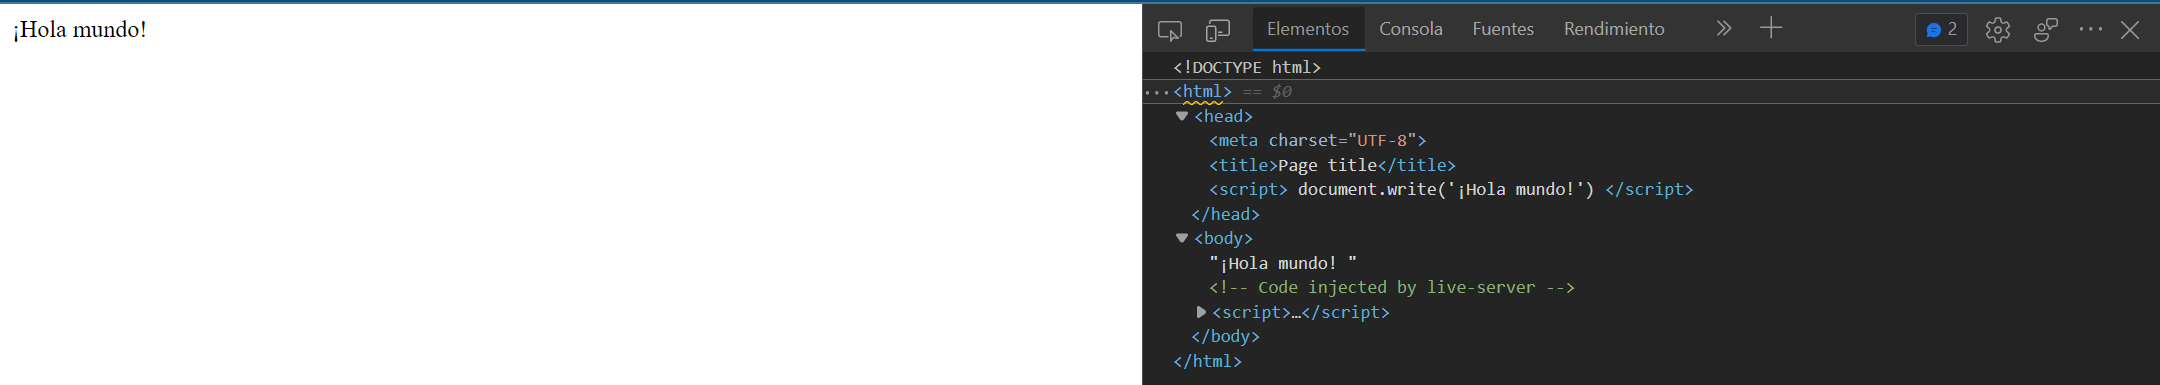 ¡Hola mundo!
Elementos Consola Fuentes Rendimiento 2
<!DOCTYPE html>
<html> == $0
<head>
<meta charset="UTF-8">
<title>Page title</title>
<script> document.write('¡Hola mundo!') </script>
</head>
<body>
"¡Hola mundo! "
<!-- Code injected by live-server -->
<script>…</script>
</body>
</html>